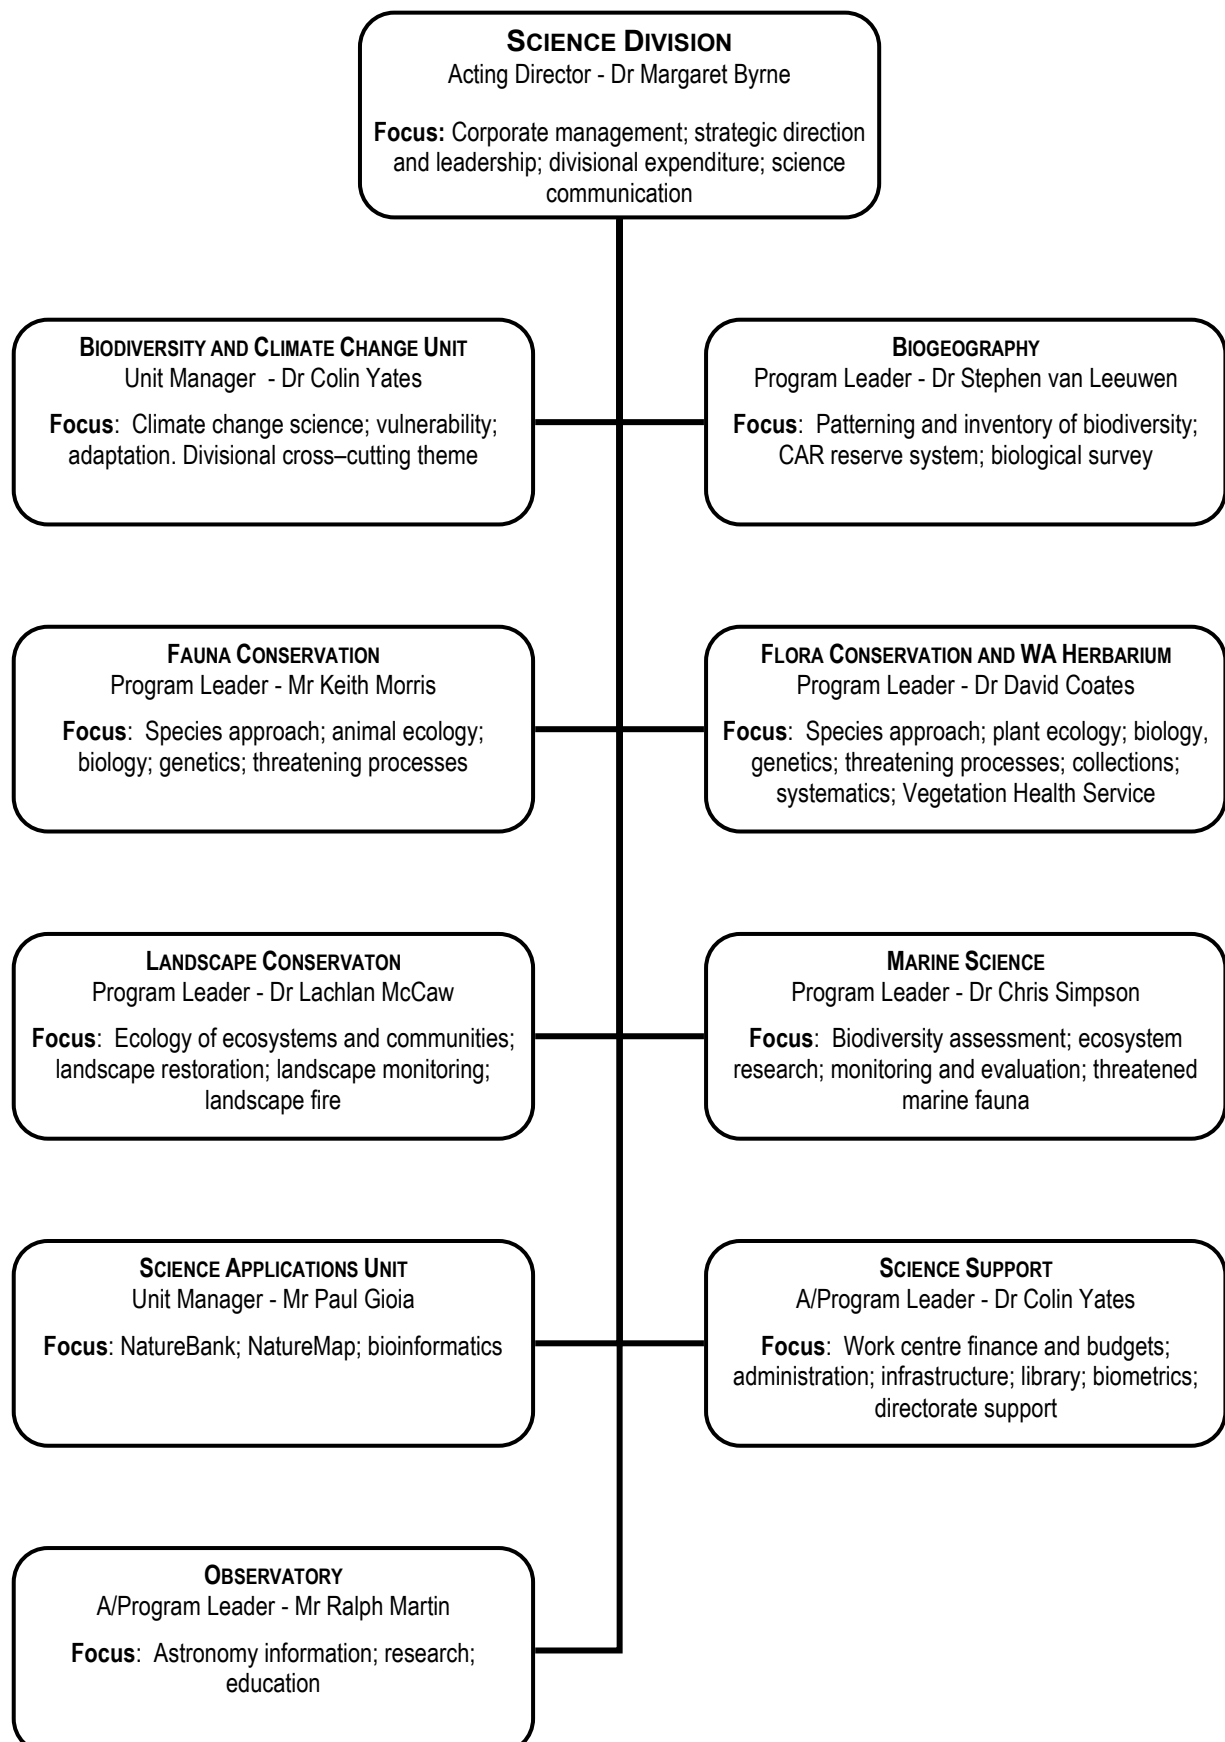 SCIENCE DIVISION
Acting Director - Dr Margaret Byrne
Focus: Corporate management; strategic direction
and leadership; divisional expenditure; science
communication
BIODIVERSITY AND CLIMATE CHANGE UNIT
Unit Manager - Dr Colin Yates
Focus: Climate change science; vulnerability;
adaptation. Divisional cross–cutting theme
BIOGEOGRAPHY
Program Leader - Dr Stephen van Leeuwen
Focus: Patterning and inventory of biodiversity;
CAR reserve system; biological survey
FAUNA CONSERVATION
Program Leader - Mr Keith Morris
Focus: Species approach; animal ecology;
biology; genetics; threatening processes
FLORA CONSERVATION AND WA HERBARIUM
Program Leader - Dr David Coates
Focus: Species approach; plant ecology; biology,
genetics; threatening processes; collections;
systematics; Vegetation Health Service
LANDSCAPE CONSERVATON
Program Leader - Dr Lachlan McCaw
Focus: Ecology of ecosystems and communities;
landscape restoration; landscape monitoring;
landscape fire
MARINE SCIENCE
Program Leader - Dr Chris Simpson
Focus: Biodiversity assessment; ecosystem
research; monitoring and evaluation; threatened
marine fauna
SCIENCE APPLICATIONS UNIT
Unit Manager - Mr Paul Gioia
Focus: NatureBank; NatureMap; bioinformatics
SCIENCE SUPPORT
A/Program Leader - Dr Colin Yates
Focus: Work centre finance and budgets;
administration; infrastructure; library; biometrics;
directorate support
OBSERVATORY
A/Program Leader - Mr Ralph Martin
Focus: Astronomy information; research;
education